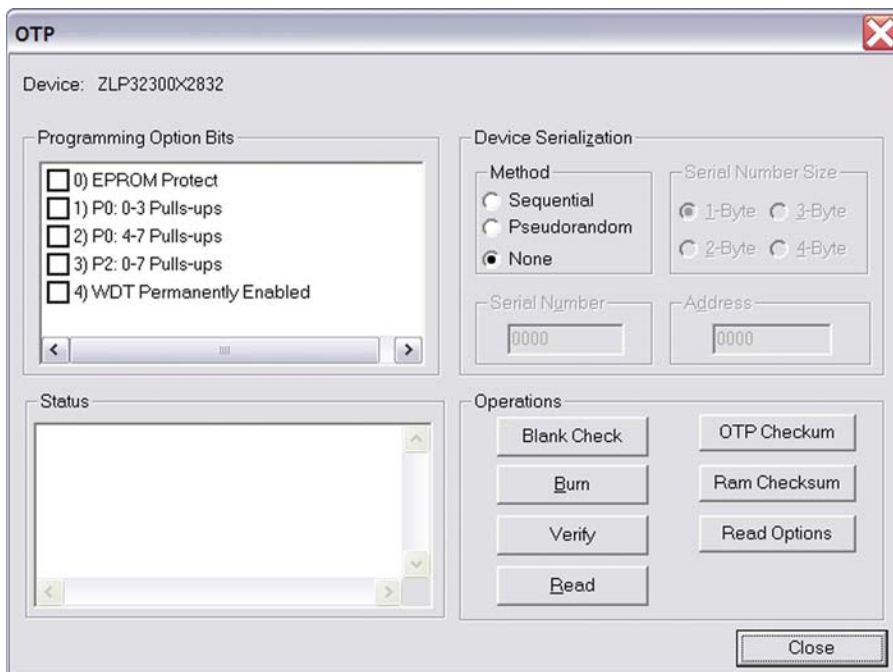 OTP
Device: ZLP32300X2832
Programming Option Bits
0) EPROM Protect
1) P0: 0-3 Pulls-ups
2) P0: 4-7 Pulls-ups
3) P2: 0-7 Pulls-ups
4) WDT Permanently Enabled
Device Serialization
Method
Sequential
Pseudorandom
None
Serial Number Size
1-Byte 3-Byte
2-Byte 4-Byte
Serial Number
0000
Address
0000
Status
Operations
Blank Check
OTP Checkum
Burn
Ram Checksum
Verify
Read Options
Read
Close